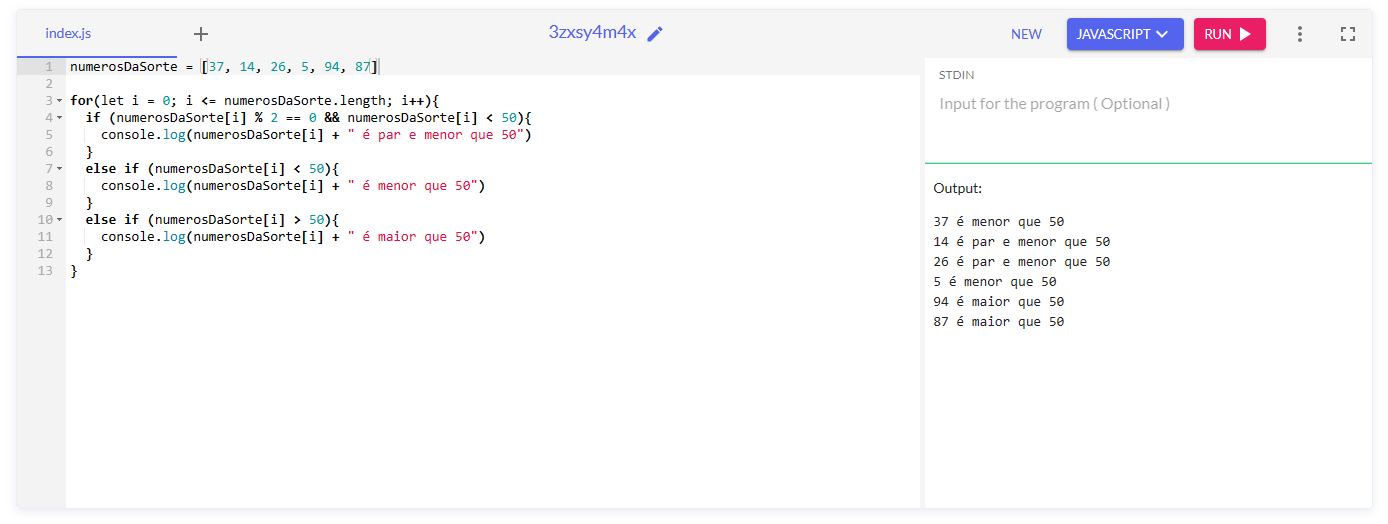 index.js + 3zxsy4m4x NEW JAVASCRIPT RUN
1 numerosDaSorte = [37, 14, 26, 5, 94, 87]
2
3 for(let i = 0; i <= numerosDaSorte.length; i++){
4 if (numerosDaSorte[i] % 2 == 0 && numerosDaSorte[i] < 50){
5 console.log(numerosDaSorte[i] + " é par e menor que 50")
6 }
7 else if (numerosDaSorte[i] < 50){
8 console.log(numerosDaSorte[i] + " é menor que 50")
9 }
10 else if (numerosDaSorte[i] > 50){
11 console.log(numerosDaSorte[i] + " é maior que 50")
12 }
13 }
STDIN
Input for the program ( Optional )
Output:
37 é menor que 50
14 é par e menor que 50
26 é par e menor que 50
5 é menor que 50
94 é maior que 50
87 é maior que 50